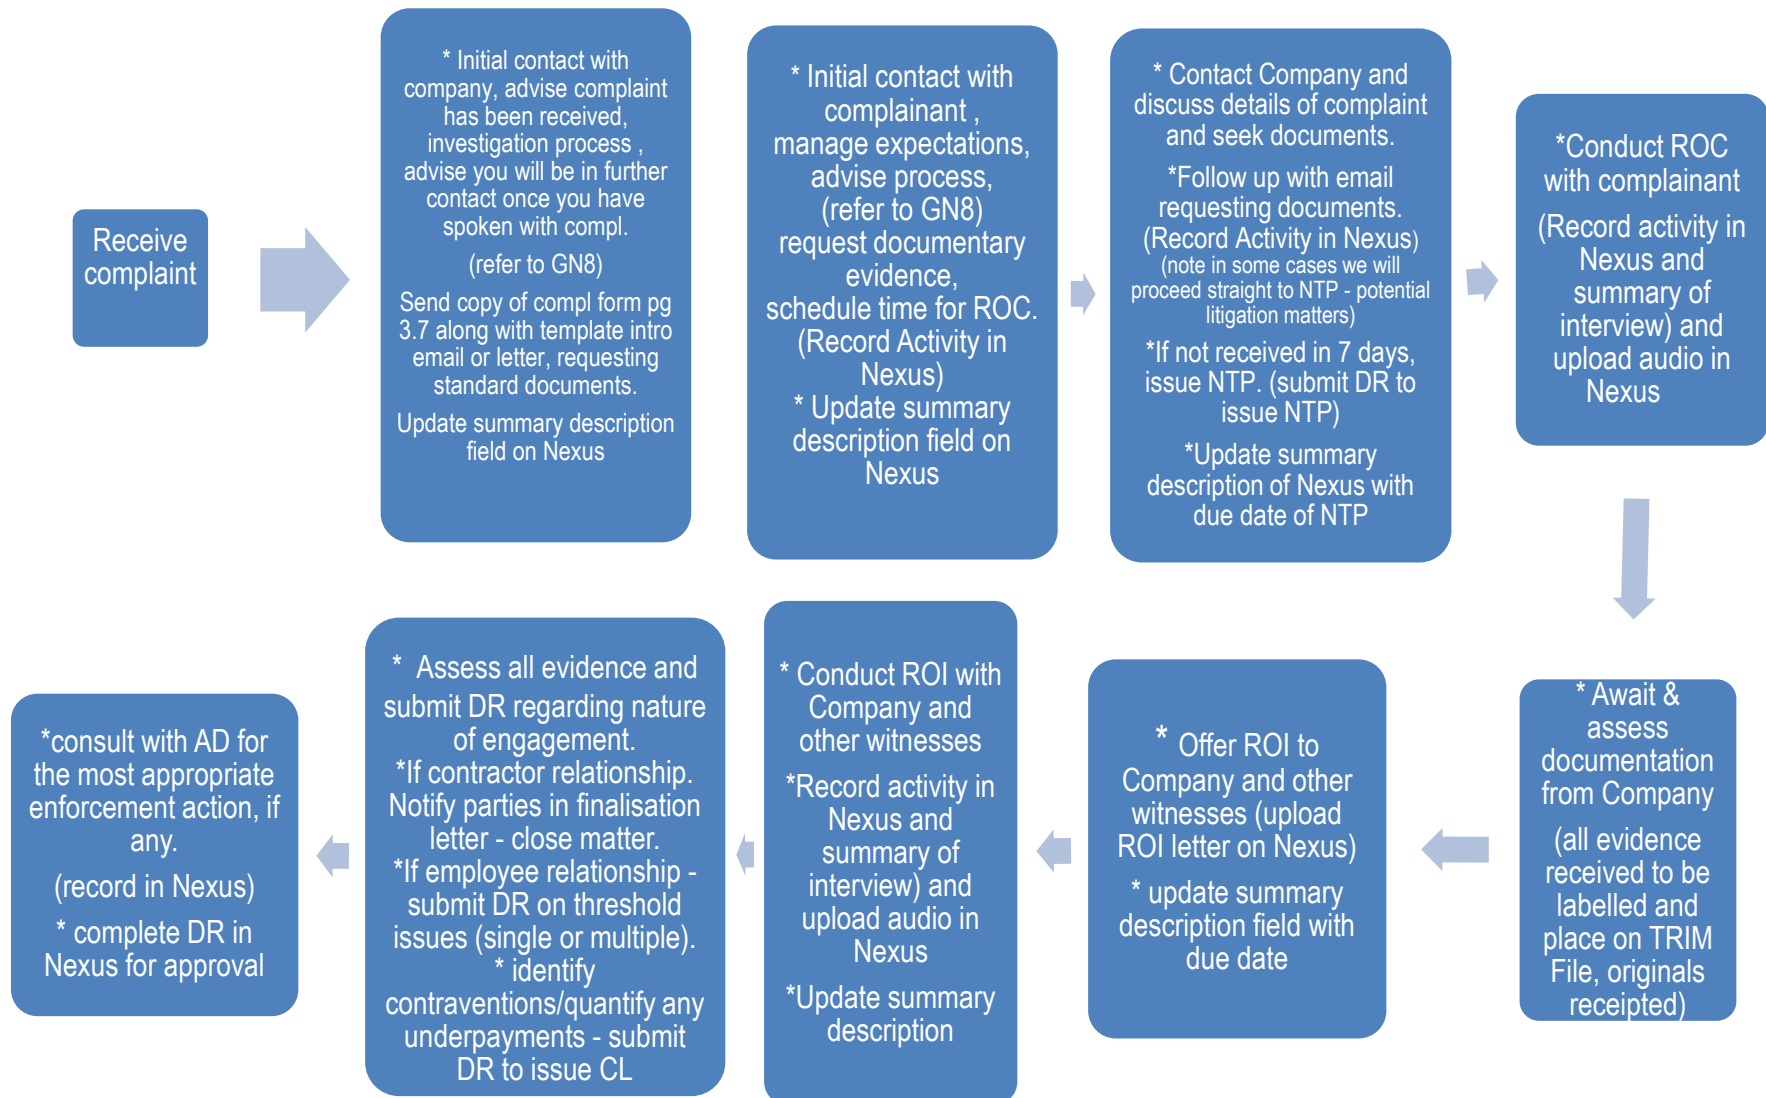 Receive
complaint
* Initial contact with
company, advise complaint
has been received,
investigation process ,
advise you will be in further
contact once you have
spoken with compl.
(refer to GN8)
Send copy of compl form pg
3.7 along with template intro
email or letter, requesting
standard documents.
Update summary description
field on Nexus
* Initial contact with
complainant ,
manage expectations,
advise process,
(refer to GN8)
request documentary
evidence,
schedule time for ROC.
(Record Activity in
Nexus)
* Update summary
description field on
Nexus
* Contact Company and
discuss details of complaint
and seek documents.
*Follow up with email
requesting documents.
(Record Activity in Nexus)
(note in some cases we will
proceed straight to NTP - potential
litigation matters)
*If not received in 7 days,
issue NTP. (submit DR to
issue NTP)
*Update summary
description of Nexus with
due date of NTP
*Conduct ROC
with complainant
(Record activity in
Nexus and
summary of
interview) and
upload audio in
Nexus
* Await &
assess
documentation
from Company
(all evidence
received to be
labelled and
place on TRIM
File, originals
receipted)
* Offer ROI to
Company and other
witnesses (upload
ROI letter on Nexus)
* update summary
description field with
due date
* Conduct ROI with
Company and
other witnesses
*Record activity in
Nexus and
summary of
interview) and
upload audio in
Nexus
*Update summary
description
* Assess all evidence and
submit DR regarding nature
of engagement.
*If contractor relationship.
Notify parties in finalisation
letter - close matter.
*If employee relationship -
submit DR on threshold
issues (single or multiple).
* identify
contraventions/quantify any
underpayments - submit
DR to issue CL
*consult with AD for
the most appropriate
enforcement action, if
any.
(record in Nexus)
* complete DR in
Nexus for approval